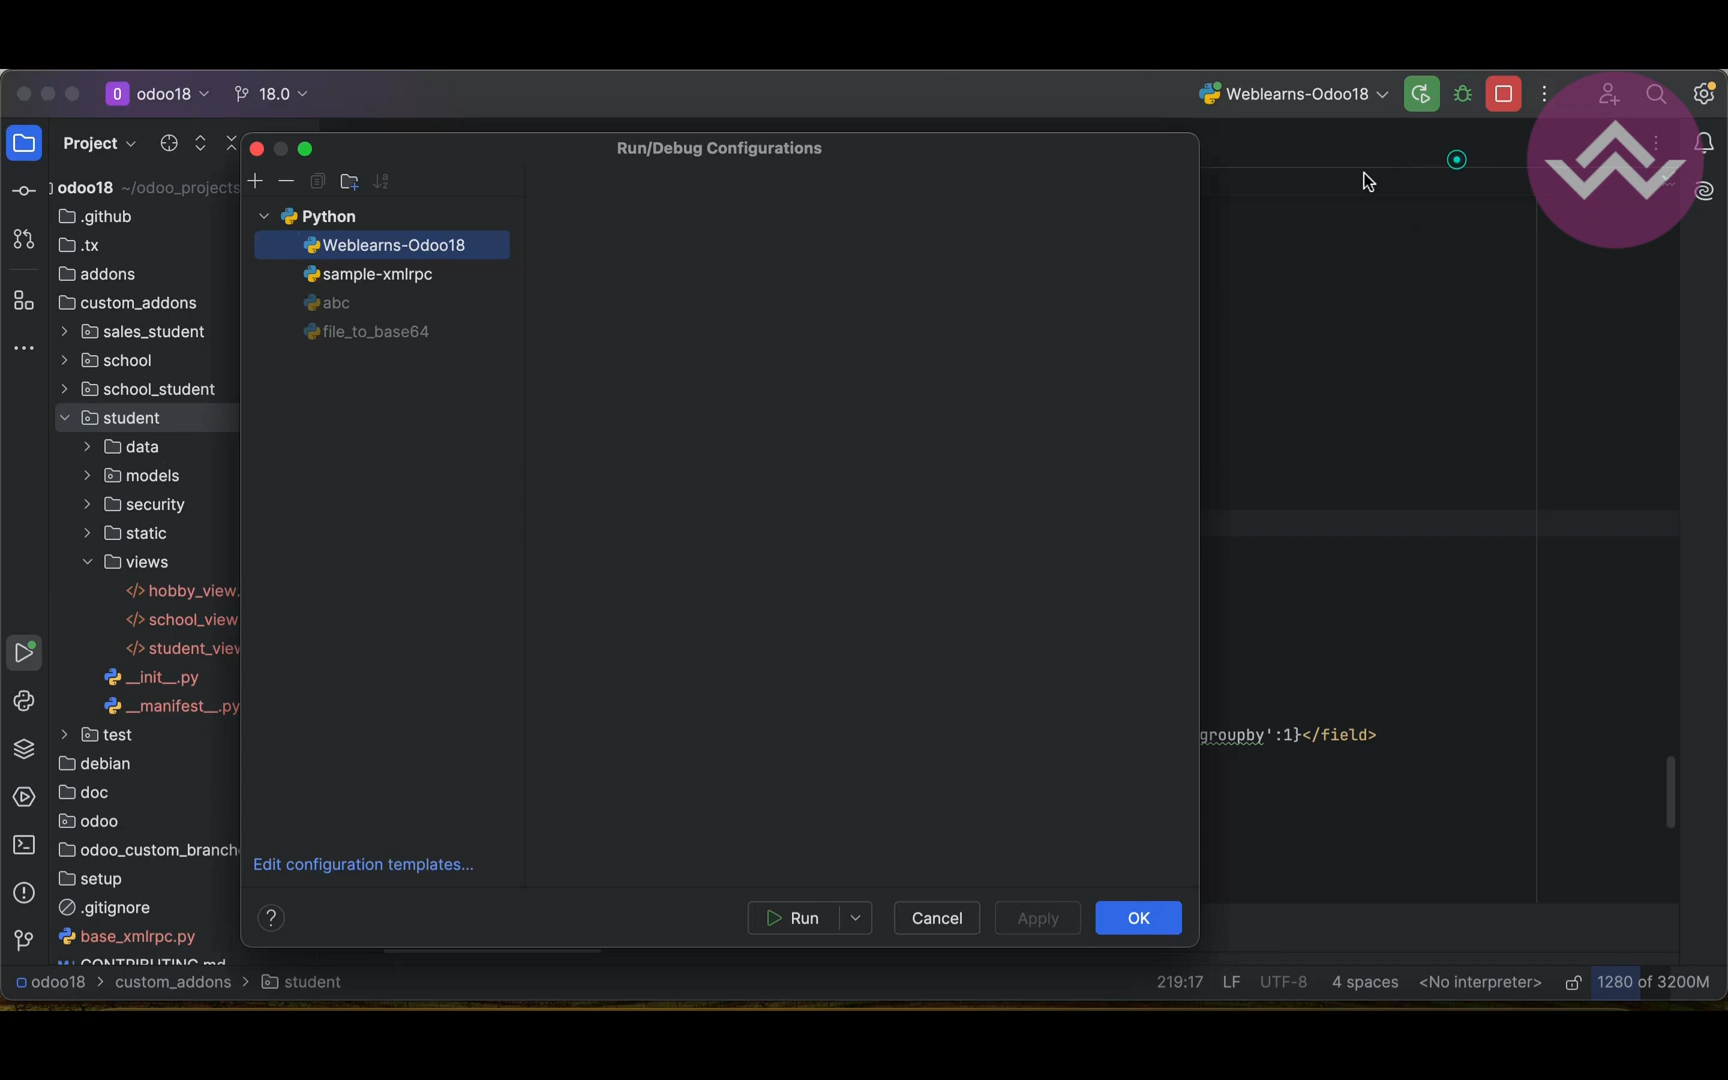 odoo18
18.0
Weblearns-Odoo18
Project
Run/Debug Configurations
odoo18 ~/odoo_projects
.github
.tx
addons
custom_addons
sales_student
school
school_student
student
data
models
security
static
views
hobby_view.
school_view
student_view
__init__.py
__manifest__.py
test
debian
doc
odoo
odoo_custom_branch
setup
.gitignore
base_xmlrpc.py
CONTRIBUTING.md
Python
Weblearns-Odoo18
sample-xmlrpc
abc
file_to_base64
groupby':1}</field>
Edit configuration templates...
?
Run
Cancel
Apply
OK
odoo18 > custom_addons > student
219:17 LF UTF-8 4 spaces <No interpreter> 1280 of 3200M